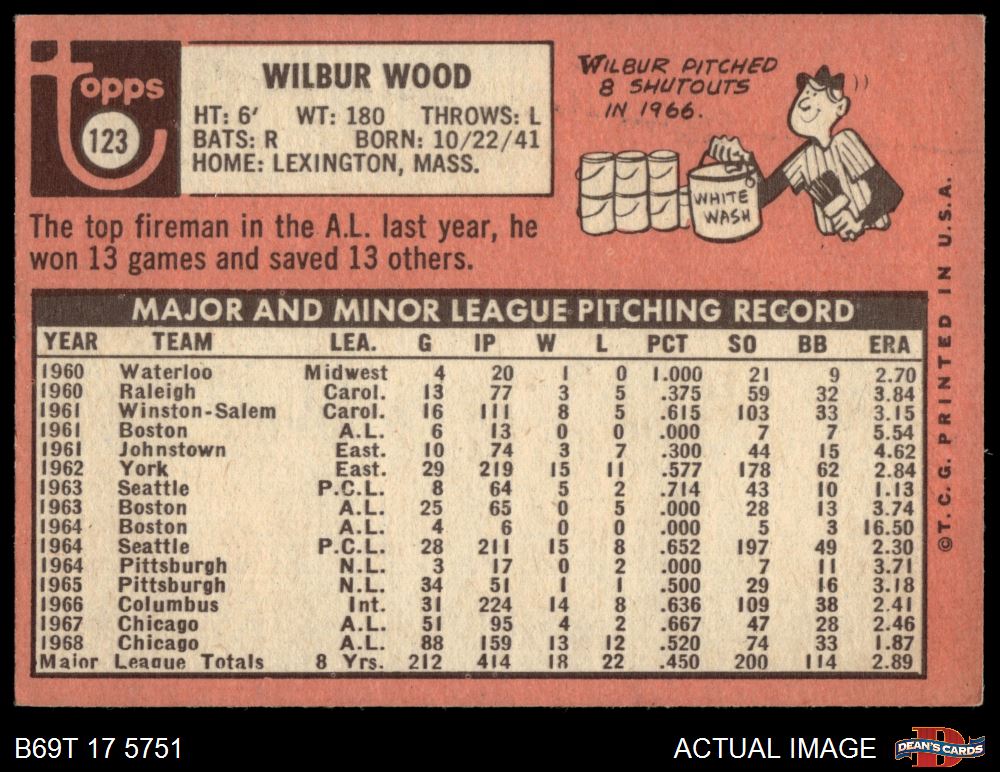 Topps
123
WILBUR WOOD
HT: 6' WT: 180 THROWS: L
BATS: R BORN: 10/22/41
HOME: LEXINGTON, MASS.
WILBUR PITCHED
8 SHUTOUTS
IN 1966.
WHITE
WASH
The top fireman in the A.L. last year, he
won 13 games and saved 13 others.
MAJOR AND MINOR LEAGUE PITCHING RECORD
YEAR TEAM LEA. G IP W L PCT SO BB ERA
1960 Waterloo Midwest 4 20 1 0 1.000 21 9 2.70
1960 Raleigh Carol. 13 77 3 5 .375 59 32 3.84
1961 Winston-Salem Carol. 16 111 8 5 .615 103 33 3.15
1961 Boston A.L. 6 13 0 0 .000 7 7 5.54
1961 Johnstown East. 10 74 3 7 .300 44 15 4.62
1962 York East. 29 219 15 11 .577 178 62 2.84
1963 Seattle P.C.L. 8 64 5 2 .714 43 10 1.13
1963 Boston A.L. 25 65 0 5 .000 28 13 3.74
1964 Boston A.L. 4 6 0 0 .000 5 3 16.50
1964 Seattle P.C.L. 28 211 15 8 .652 197 49 2.30
1964 Pittsburgh N.L. 3 17 0 2 .000 7 11 3.71
1965 Pittsburgh N.L. 34 51 1 1 .500 29 16 3.18
1966 Columbus Int. 31 224 14 8 .636 109 38 2.41
1967 Chicago A.L. 51 95 4 2 .667 47 28 2.46
1968 Chicago A.L. 88 159 13 12 .520 74 33 1.87
Major League Totals 8 Yrs. 212 414 18 22 .450 200 114 2.89
©T.C.G. PRINTED IN U.S.A.
B69T 17 5751
ACTUAL IMAGE
D
DEAN'S CARDS